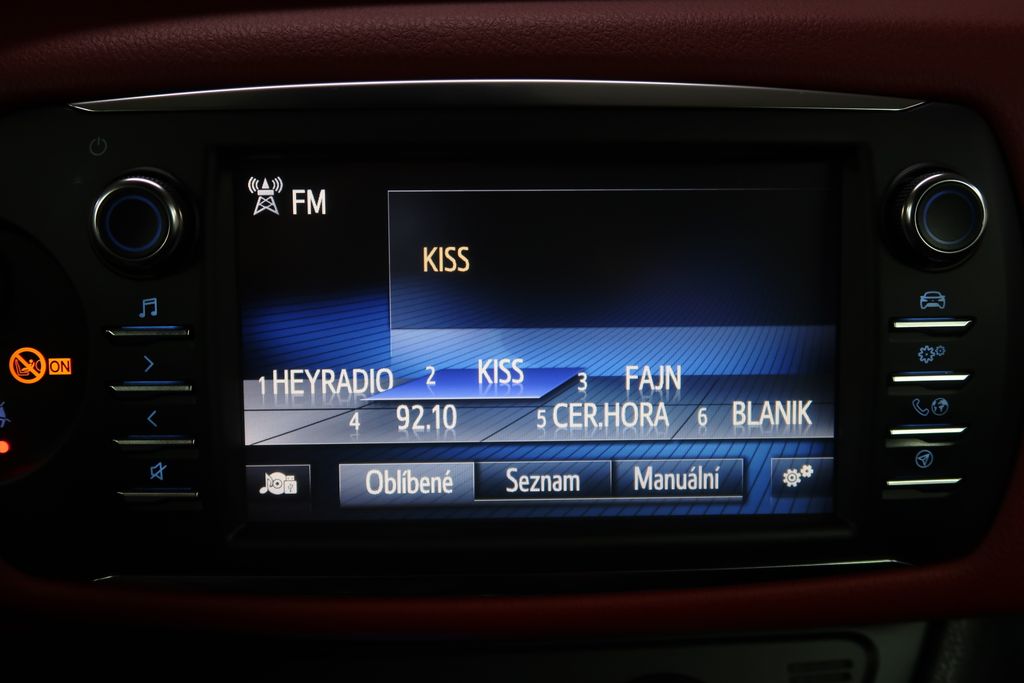 FM
KISS
1 HEYRADIO 2 KISS 3 FAJN
4 92.10 5 CER.HORA 6 BLANIK
ON
Oblíbené Seznam Manuální